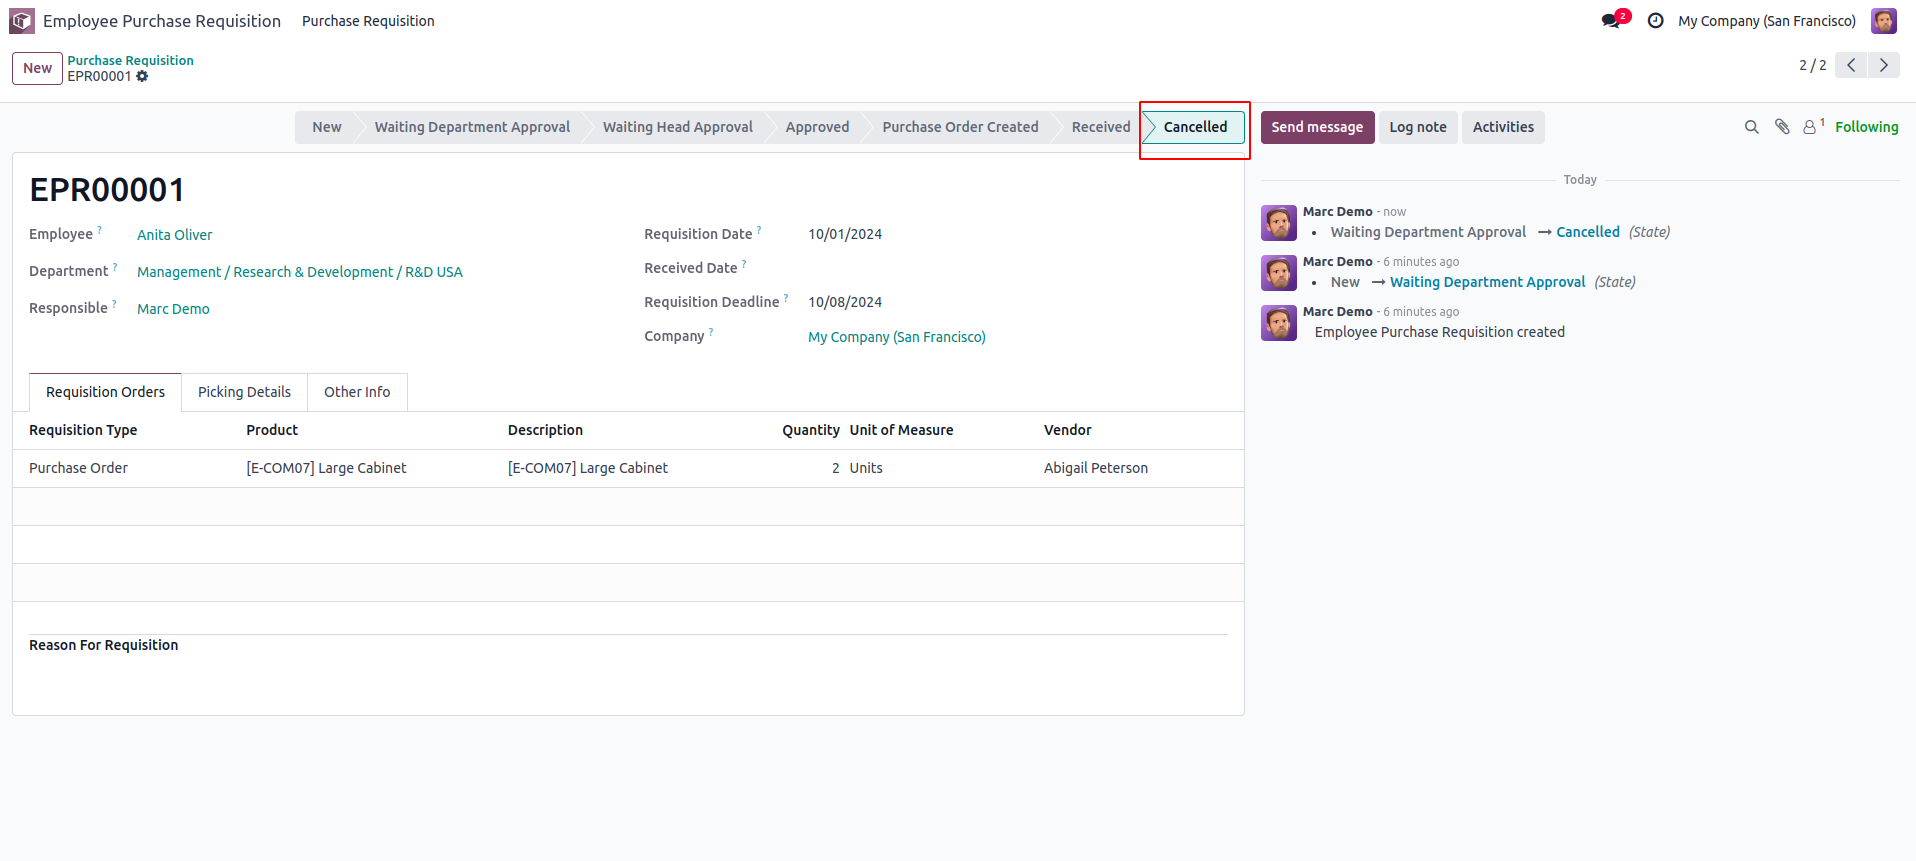 Employee Purchase Requisition Purchase Requisition 2 My Company (San Francisco)
New Purchase Requisition
EPR00001 2 / 2
New Waiting Department Approval Waiting Head Approval Approved Purchase Order Created Received Cancelled Send message Log note Activities 1 Following
EPR00001
Employee ? Anita Oliver
Department ? Management / Research & Development / R&D USA
Responsible ? Marc Demo
Requisition Date ? 10/01/2024
Received Date ?
Requisition Deadline ? 10/08/2024
Company ? My Company (San Francisco)
Requisition Orders Picking Details Other Info
Requisition Type Product Description Quantity Unit of Measure Vendor
Purchase Order [E-COM07] Large Cabinet [E-COM07] Large Cabinet 2 Units Abigail Peterson
Reason For Requisition
Today
Marc Demo - now
• Waiting Department Approval → Cancelled (State)
Marc Demo - 6 minutes ago
• New → Waiting Department Approval (State)
Marc Demo - 6 minutes ago
Employee Purchase Requisition created